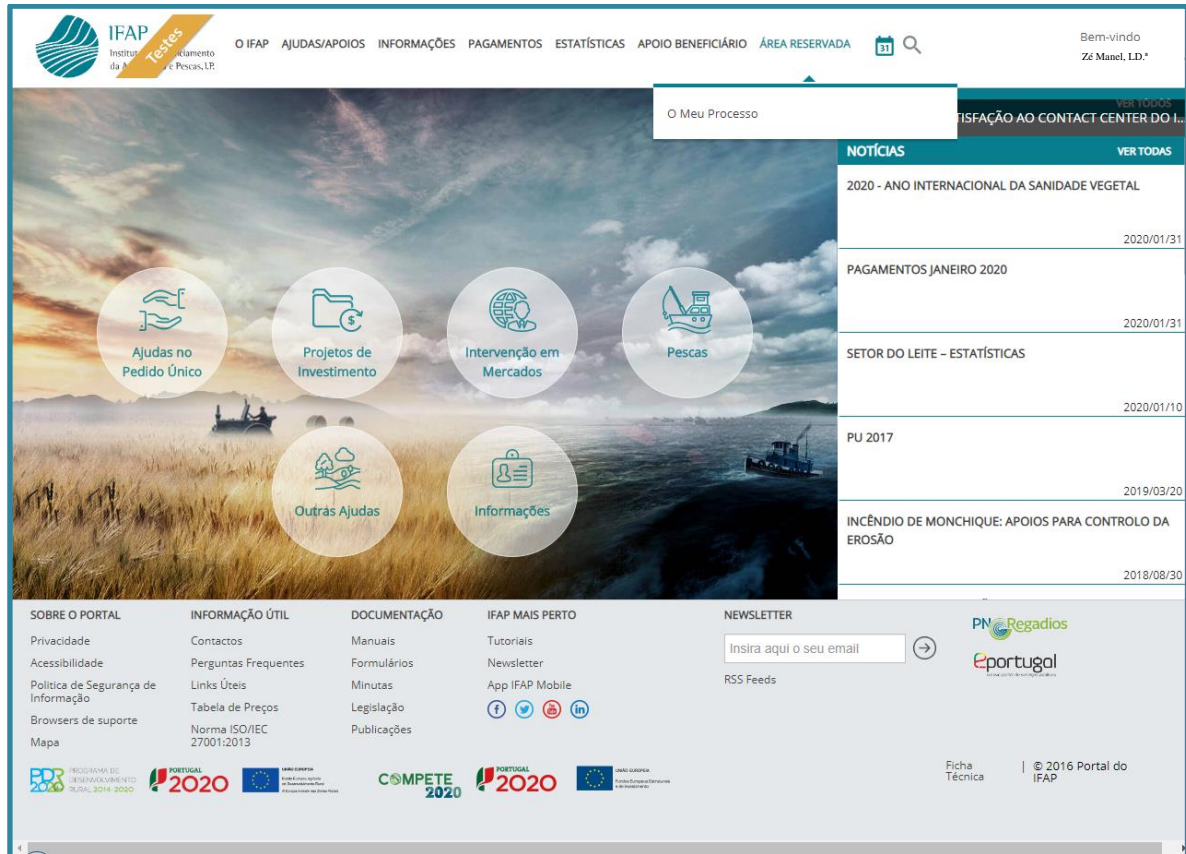 IFAP
Testes
da A e Pescas, I.P.
O IFAP AJUDAS/APOIOS INFORMAÇÕES PAGAMENTOS ESTATÍSTICAS APOIO BENEFICIÁRIO ÁREA RESERVADA
31
Bem-vindo
Zé Manel, LD.ª
O Meu Processo
VER TODOS
TISFAÇÃO AO CONTACT CENTER DO I...
NOTÍCIAS VER TODAS
2020 - ANO INTERNACIONAL DA SANIDADE VEGETAL
2020/01/31
PAGAMENTOS JANEIRO 2020
2020/01/31
SETOR DO LEITE – ESTATÍSTICAS
2020/01/10
PU 2017
2019/03/20
INCÊNDIO DE MONCHIQUE: APOIOS PARA CONTROLO DA
EROSÃO
2018/08/30
Ajudas no
Pedido Único
Projetos de
Investimento
Intervenção em
Mercados
Pescas
Outras Ajudas
Informações
SOBRE O PORTAL
Privacidade
Acessibilidade
Politica de Segurança de
Informação
Browsers de suporte
Mapa
INFORMAÇÃO ÚTIL
Contactos
Perguntas Frequentes
Links Úteis
Tabela de Preços
Norma ISO/IEC
27001:2013
DOCUMENTAÇÃO
Manuais
Formulários
Minutas
Legislação
Publicações
IFAP MAIS PERTO
Tutoriais
Newsletter
App IFAP Mobile
NEWSLETTER
Insira aqui o seu email
RSS Feeds
PN Regadios
eportugal
PDR
2020
PROGRAMA DE
DESENVOLVIMENTO
RURAL 2014·2020
PORTUGAL
2020
UNIÃO EUROPEIA
COMPETE
2020
PORTUGAL
2020
UNIÃO EUROPEIA
Ficha
Técnica
| © 2016 Portal do
IFAP